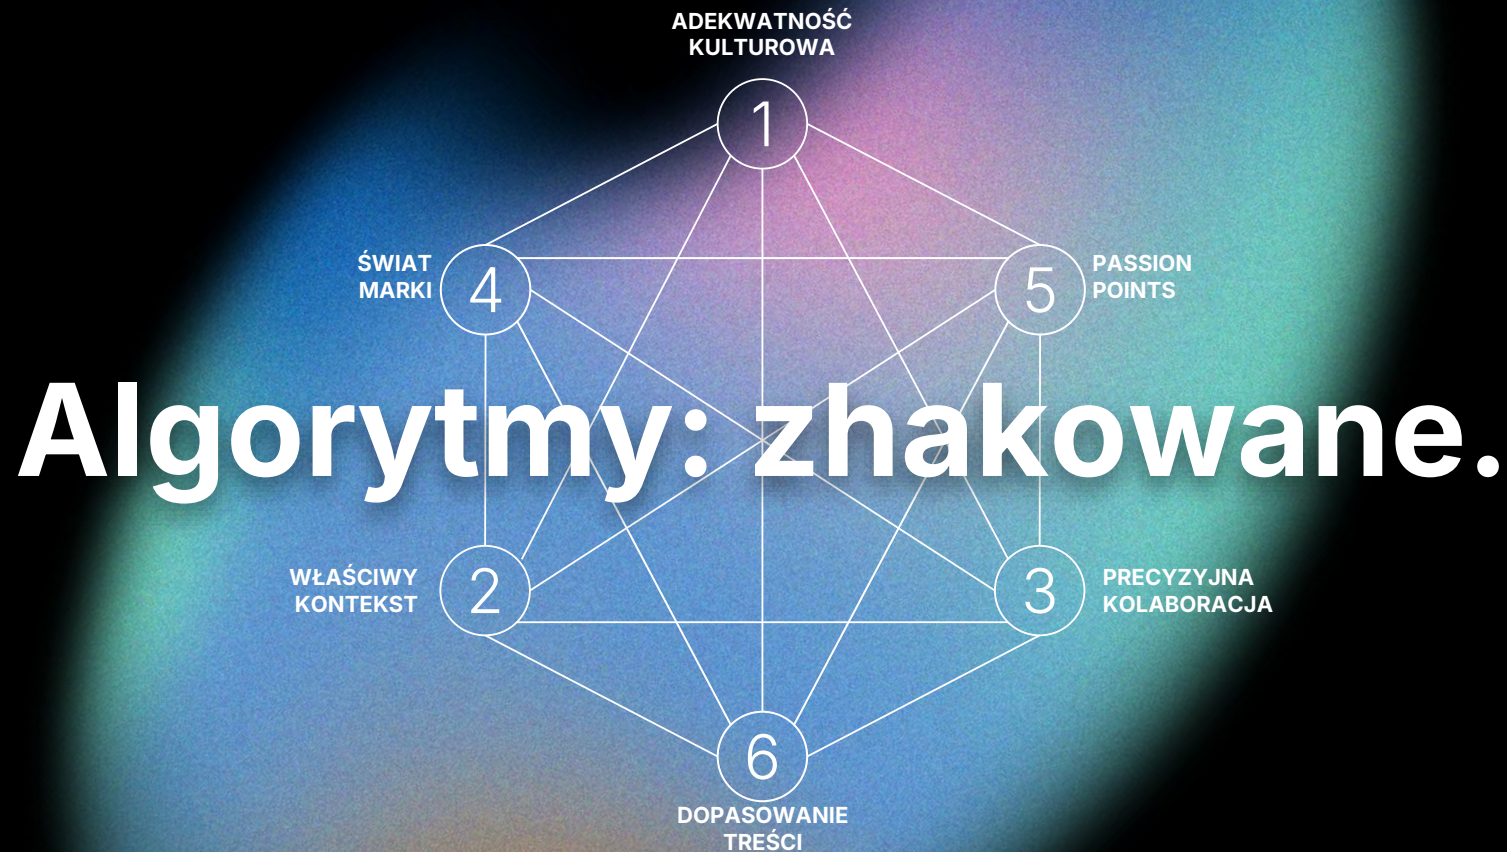 ADEKWATNOŚĆ
KULTUROWA
1
ŚWIAT
MARKI
4
5
PASSION
POINTS
Algorytmy: zhakowane.
WŁAŚCIWY
KONTEKST
2
3
PRECYZYJNA
KOLABORACJA
6
DOPASOWANIE
TREŚCI